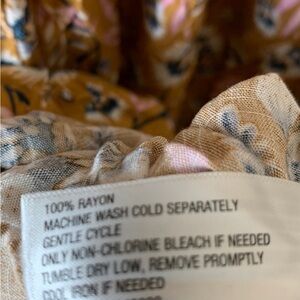 100% RAYON
MACHINE WASH COLD SEPARATELY
GENTLE CYCLE
ONLY NON-CHLORINE BLEACH IF NEEDED
TUMBLE DRY LOW, REMOVE PROMPTLY
COOL IRON IF NEEDED